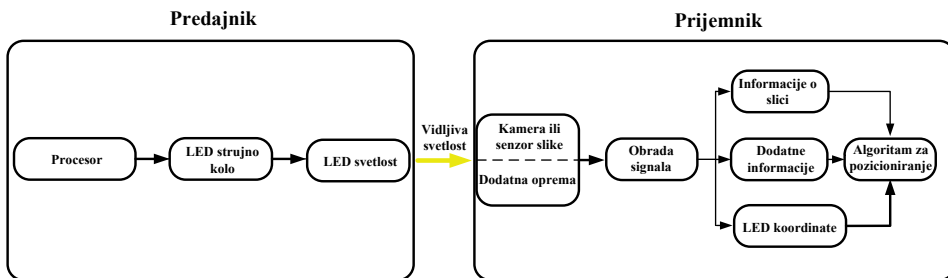 Predajnik
Prijemnik
Procesor
LED strujno
kolo
LED svetlost
Vidljiva
svetlost
Kamera ili
senzor slike
Dodatna oprema
Obrada
signala
Informacije o
slici
Dodatne
informacije
LED koordinate
Algoritam za
pozicioniranje